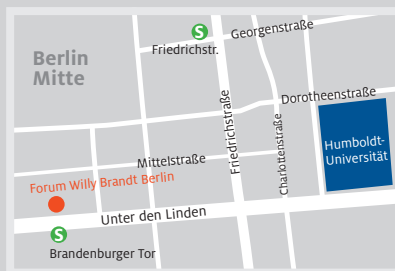 S
Friedrichstr.
Georgenstraße
Berlin
Mitte
Dorotheenstraße
Friedrichstraße
Charlottenstraße
Humboldt-
Universität
Mittelstraße
Forum Willy Brandt Berlin
Unter den Linden
S
Brandenburger Tor